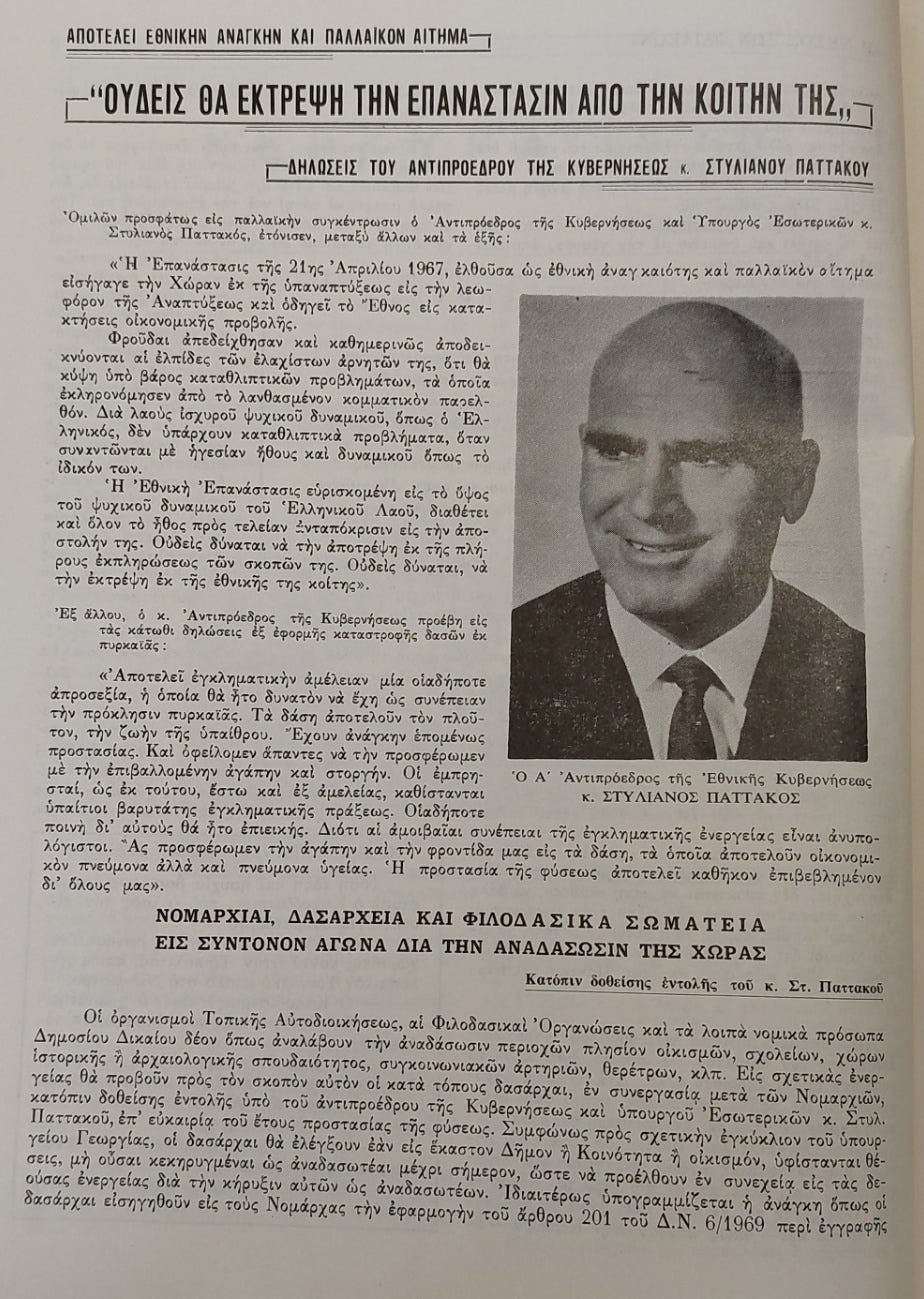 ΑΠΟΤΕΛΕΙ ΕΘΝΙΚΗΝ ΑΝΑΓΚΗΝ ΚΑΙ ΠΑΛΛΑΪΚΟΝ ΑΙΤΗΜΑ
“ΟΥΔΕΙΣ ΘΑ ΕΚΤΡΕΨΗ ΤΗΝ ΕΠΑΝΑΣΤΑΣΙΝ ΑΠΟ ΤΗΝ ΚΟΙΤΗΝ ΤΗΣ„
ΔΗΛΩΣΕΙΣ ΤΟΥ ΑΝΤΙΠΡΟΕΔΡΟΥ ΤΗΣ ΚΥΒΕΡΝΗΣΕΩΣ κ. ΣΤΥΛΙΑΝΟΥ ΠΑΤΤΑΚΟΥ
Ὁμιλῶν προσφάτως εἰς παλλαϊκὴν συγκέντρωσιν ὁ Ἀντιπρόεδρος τῆς Κυβερνήσεως καὶ Ὑπουργὸς Ἐσωτερικῶν κ.
Στυλιανὸς Παττακός, ἐτόνισεν, μεταξὺ ἄλλων καὶ τὰ ἑξῆς :
«Ἡ Ἐπανάστασις τῆς 21ης Ἀπριλίου 1967, ἐλθοῦσα ὡς ἐθνικὴ ἀναγκαιότης καὶ παλλαϊκὸν αἴτημα
εἰσήγαγε τὴν Χώραν ἐκ τῆς ὑπαναπτύξεως εἰς τὴν λεω-
φόρον τῆς Ἀναπτύξεως καὶ ὁδηγεῖ τὸ Ἔθνος εἰς κατα-
κτήσεις οἰκονομικῆς προβολῆς.
Φροῦδαι ἀπεδείχθησαν καὶ καθημερινῶς ἀποδει-
κνύονται αἱ ἐλπίδες τῶν ἐλαχίστων ἀρνητῶν της, ὅτι θὰ
κύψῃ ὑπὸ βάρος καταθλιπτικῶν προβλημάτων, τὰ ὁποῖα
ἐκληρονόμησεν ἀπὸ τὸ λανθασμένον κομματικὸν παρελ-
θόν. Διὰ λαοὺς ἰσχυροῦ ψυχικοῦ δυναμικοῦ, ὅπως ὁ Ἑλ-
ληνικός, δὲν ὑπάρχουν καταθλιπτικὰ προβλήματα, ὅταν
συναντῶνται μὲ ἡγεσίαν ἤθους καὶ δυναμικοῦ ὅπως τὸ
ἰδικόν των.
Ἡ Ἐθνικὴ Ἐπανάστασις εὑρισκομένη εἰς τὸ ὕψος
τοῦ ψυχικοῦ δυναμικοῦ τοῦ Ἑλληνικοῦ Λαοῦ, διαθέτει
καὶ ὅλον τὸ ἦθος πρὸς τελείαν ἀνταπόκρισιν εἰς τὴν ἀπο-
στολήν της. Οὐδεὶς δύναται νὰ τὴν ἀποτρέψῃ ἐκ τῆς πλή-
ρους ἐκπληρώσεως τῶν σκοπῶν της. Οὐδεὶς δύναται, νὰ
τὴν ἐκτρέψῃ ἐκ τῆς ἐθνικῆς της κοίτης».
Ἐξ ἄλλου, ὁ κ. Ἀντιπρόεδρος τῆς Κυβερνήσεως προέβη εἰς
τὰς κάτωθι δηλώσεις ἐξ ἐφορμῆς καταστροφῆς δασῶν ἐκ
πυρκαϊᾶς :
«Ἀποτελεῖ ἐγκληματικὴν ἀμέλειαν μία οἱαδήποτε
ἀπροσεξία, ἡ ὁποία θὰ ἦτο δυνατὸν νὰ ἔχῃ ὡς συνέπειαν
τὴν πρόκλησιν πυρκαϊᾶς. Τὰ δάση ἀποτελοῦν τὸν πλοῦ-
τον, τὴν ζωὴν τῆς ὑπαίθρου. Ἔχουν ἀνάγκην ἑπομένως
προστασίας. Καὶ ὀφείλομεν ἅπαντες νὰ τὴν προσφέρωμεν
μὲ τὴν ἐπιβαλλομένην ἀγάπην καὶ στοργήν. Οἱ ἐμπρη-
σταί, ὡς ἐκ τούτου, ἔστω καὶ ἐξ ἀμελείας, καθίστανται
ὑπαίτιοι βαρυτάτης ἐγκληματικῆς πράξεως. Οἱαδήποτε
ποινὴ δι' αὐτοὺς θὰ ἦτο ἐπιεικής. Διότι αἱ ἀμοιβαῖαι συνέπειαι τῆς ἐγκληματικῆς ἐνεργείας εἶναι ἀνυπο-
λόγιστοι. Ἂς προσφέρωμεν τὴν ἀγάπην καὶ τὴν φροντίδα μας εἰς τὰ δάση, τὰ ὁποῖα ἀποτελοῦν οἰκονομι-
κὸν πνεύμονα ἀλλὰ καὶ πνεύμονα ὑγείας. Ἡ προστασία τῆς φύσεως ἀποτελεῖ καθῆκον ἐπιβεβλημένον
δι' ὅλους μας».
Ὁ Α΄ Ἀντιπρόεδρος τῆς Ἐθνικῆς Κυβερνήσεως
κ. ΣΤΥΛΙΑΝΟΣ ΠΑΤΤΑΚΟΣ
ΝΟΜΑΡΧΙΑΙ, ΔΑΣΑΡΧΕΙΑ ΚΑΙ ΦΙΛΟΔΑΣΙΚΑ ΣΩΜΑΤΕΙΑ
ΕΙΣ ΣΥΝΤΟΝΟΝ ΑΓΩΝΑ ΔΙΑ ΤΗΝ ΑΝΑΔΑΣΩΣΙΝ ΤΗΣ ΧΩΡΑΣ
Κατόπιν δοθείσης ἐντολῆς τοῦ κ. Στ. Παττακοῦ
Οἱ ὀργανισμοὶ Τοπικῆς Αὐτοδιοικήσεως, αἱ Φιλοδασικαὶ Ὀργανώσεις καὶ τὰ λοιπὰ νομικὰ πρόσωπα
Δημοσίου Δικαίου δέον ὅπως ἀναλάβουν τὴν ἀναδάσωσιν περιοχῶν πλησίον οἰκισμῶν, σχολείων, χώρων
ἱστορικῆς ἢ ἀρχαιολογικῆς σπουδαιότητος, συγκοινωνιακῶν ἀρτηριῶν, θερέτρων, κλπ. Εἰς σχετικὰς ἐνερ-
γείας θὰ προβοῦν πρὸς τὸν σκοπὸν αὐτὸν οἱ κατὰ τόπους δασάρχαι, ἐν συνεργασίᾳ μετὰ τῶν Νομαρχιῶν,
κατόπιν δοθείσης ἐντολῆς ὑπὸ τοῦ ἀντιπροέδρου τῆς Κυβερνήσεως καὶ ὑπουργοῦ Ἐσωτερικῶν κ. Στυλ.
Παττακοῦ, ἐπ' εὐκαιρίᾳ τοῦ ἔτους προστασίας τῆς φύσεως. Συμφώνως πρὸς σχετικὴν ἐγκύκλιον τοῦ ὑπουρ-
γείου Γεωργίας, οἱ δασάρχαι θὰ ἐλέγξουν ἐὰν εἰς ἕκαστον Δῆμον ἢ Κοινότητα ἢ οἰκισμόν, ὑφίστανται θέ-
σεις, μὴ οὖσαι κεκηρυγμέναι ὡς ἀναδασωτέαι μέχρι σήμερον, ὥστε νὰ προέλθουν ἐν συνεχείᾳ εἰς τὰς δε-
ούσας ἐνεργείας διὰ τὴν κήρυξιν αὐτῶν ὡς ἀναδασωτέων. Ἰδιαιτέρως ὑπογραμμίζεται ἡ ἀνάγκη ὅπως οἱ
δασάρχαι εἰσηγηθοῦν εἰς τοὺς Νομάρχας τὴν ἐφαρμογὴν τοῦ ἄρθρου 201 τοῦ Δ.Ν. 6/1969 περὶ ἐγγραφῆς